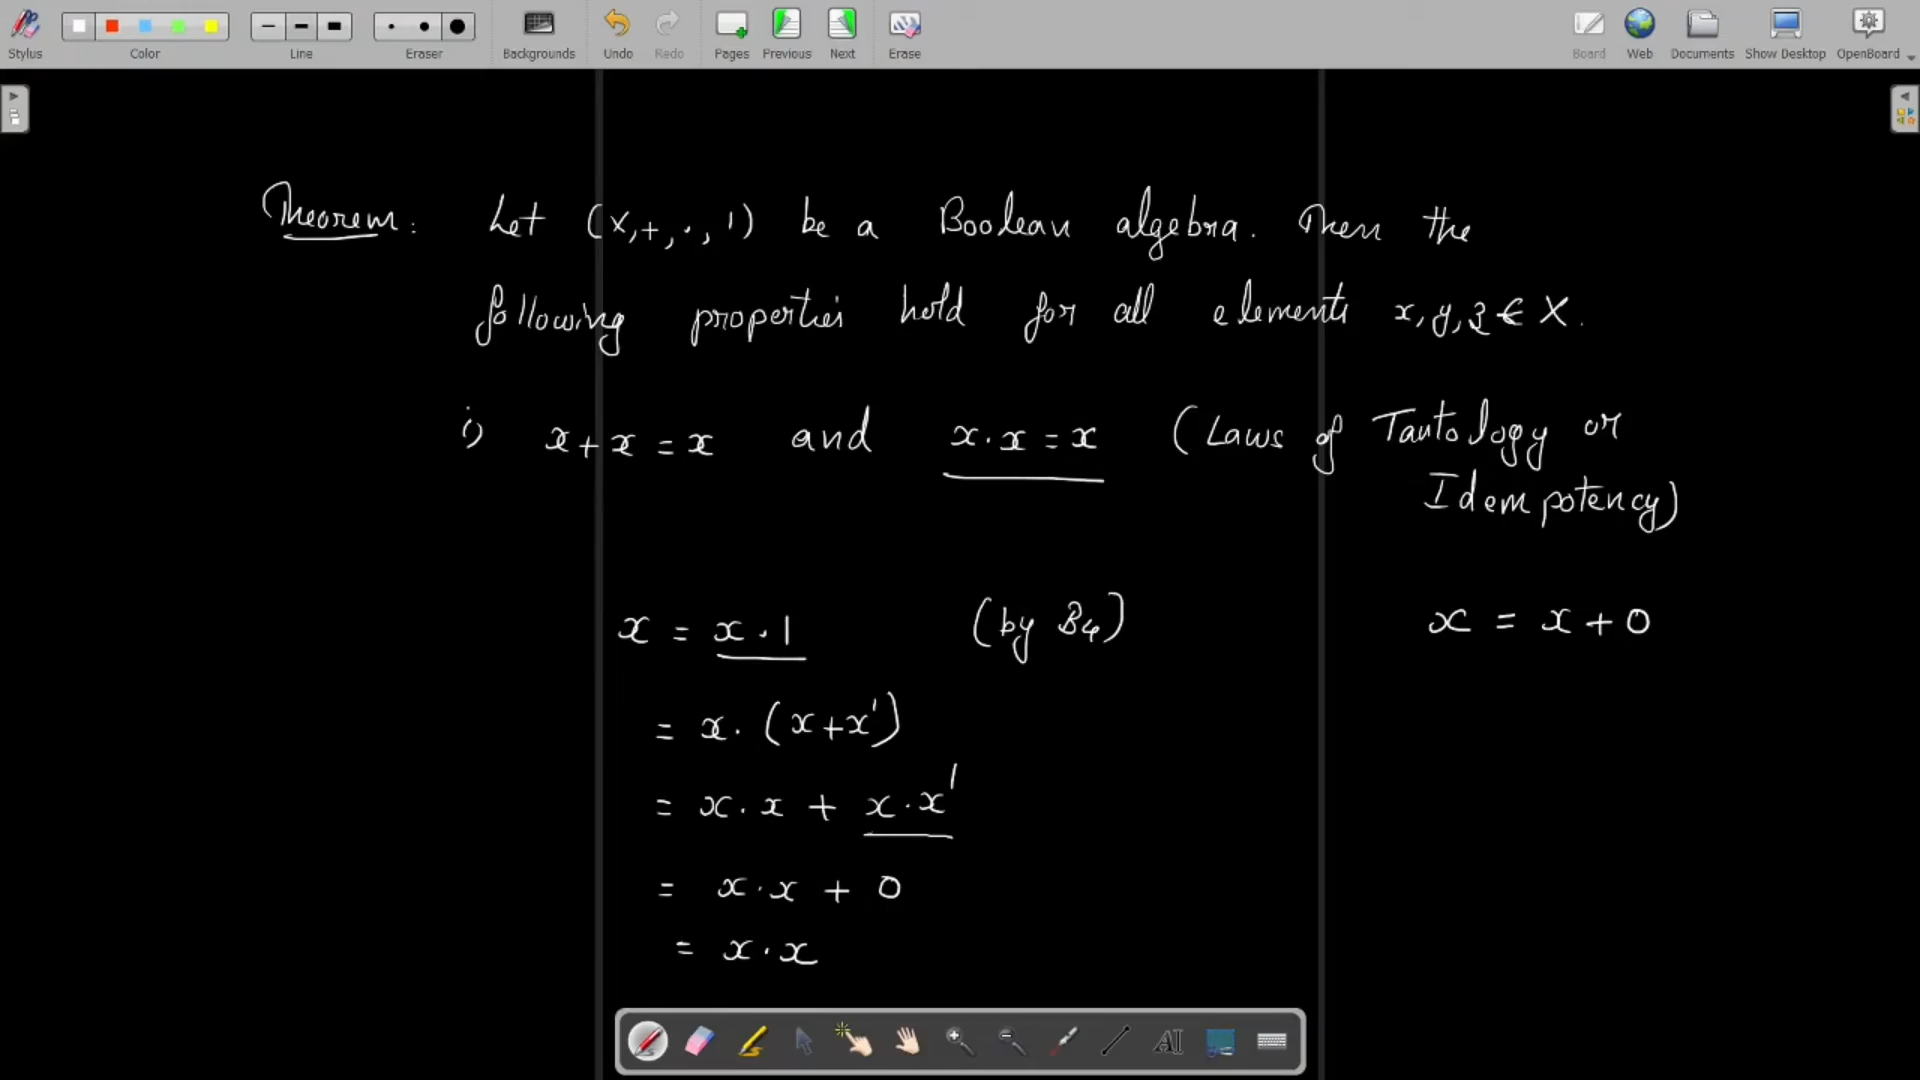 Stylus Color Line Eraser Backgrounds Undo Redo Pages Previous Next Erase Board Web Documents Show Desktop OpenBoard
Theorem: Let (X, +, ·, ') be a Boolean algebra. Then the
following properties hold for all elements x, y, z ∈ X.
i) x + x = x and x · x = x (Laws of Tautology or
Idempotency)
x = x · 1 (by B4) x = x + 0
= x · (x + x')
= x · x + x · x'
= x · x + 0
= x · x
AI